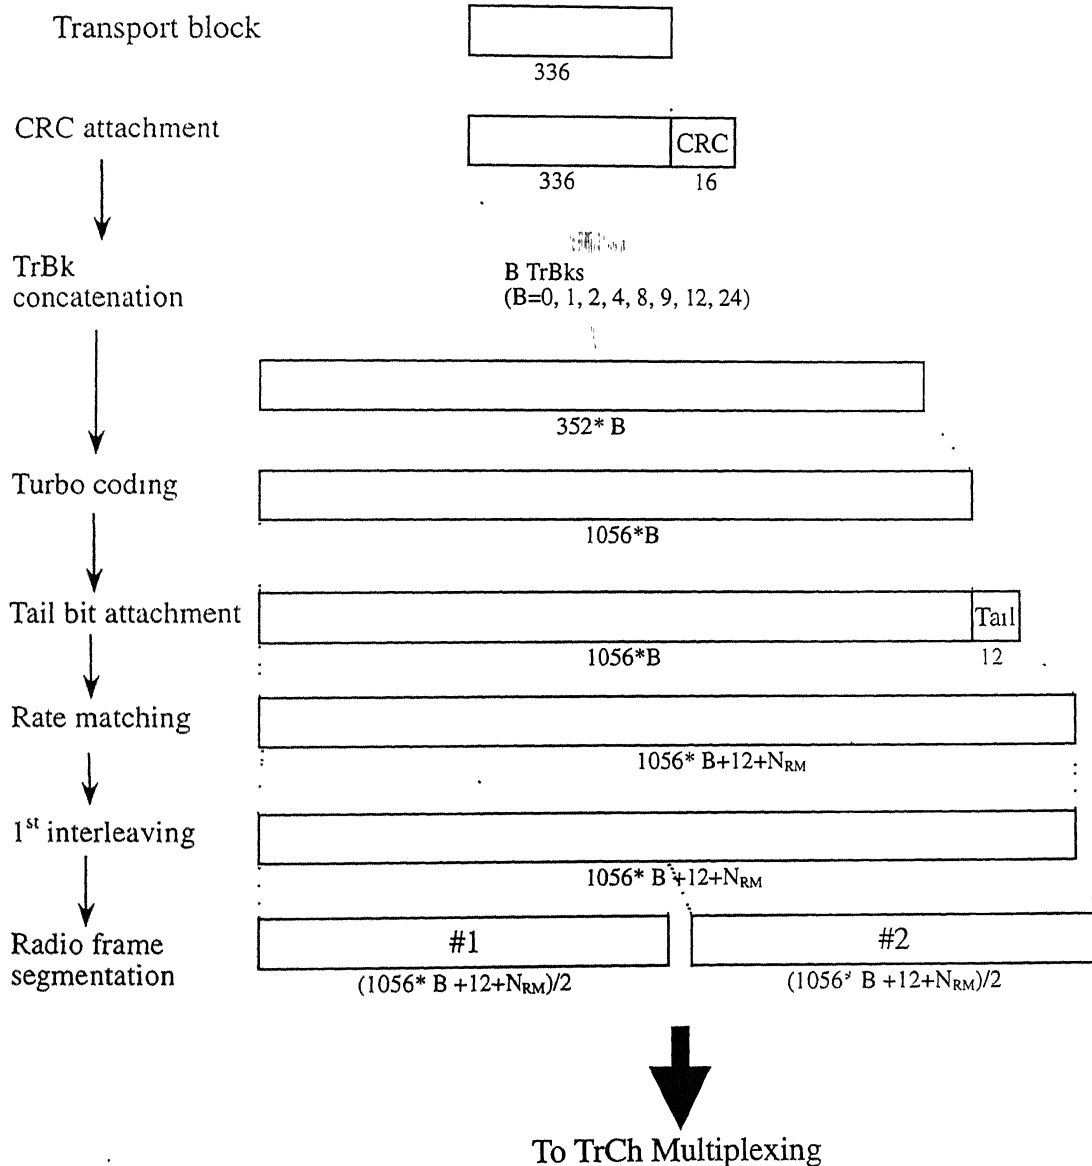 Transport block
336
CRC attachment
CRC
336
16
TrBk
concatenation
B TrBks
(B=0, 1, 2, 4, 8, 9, 12, 24)
352* B
Turbo coding
1056*B
Tail bit attachment
Tail
1056*B
12
Rate matching
1056* B+12+N_RM
1st interleaving
1056* B +12+N_RM
Radio frame
segmentation
#1
#2
(1056* B +12+N_RM)/2
(1056* B +12+N_RM)/2
To TrCh Multiplexing